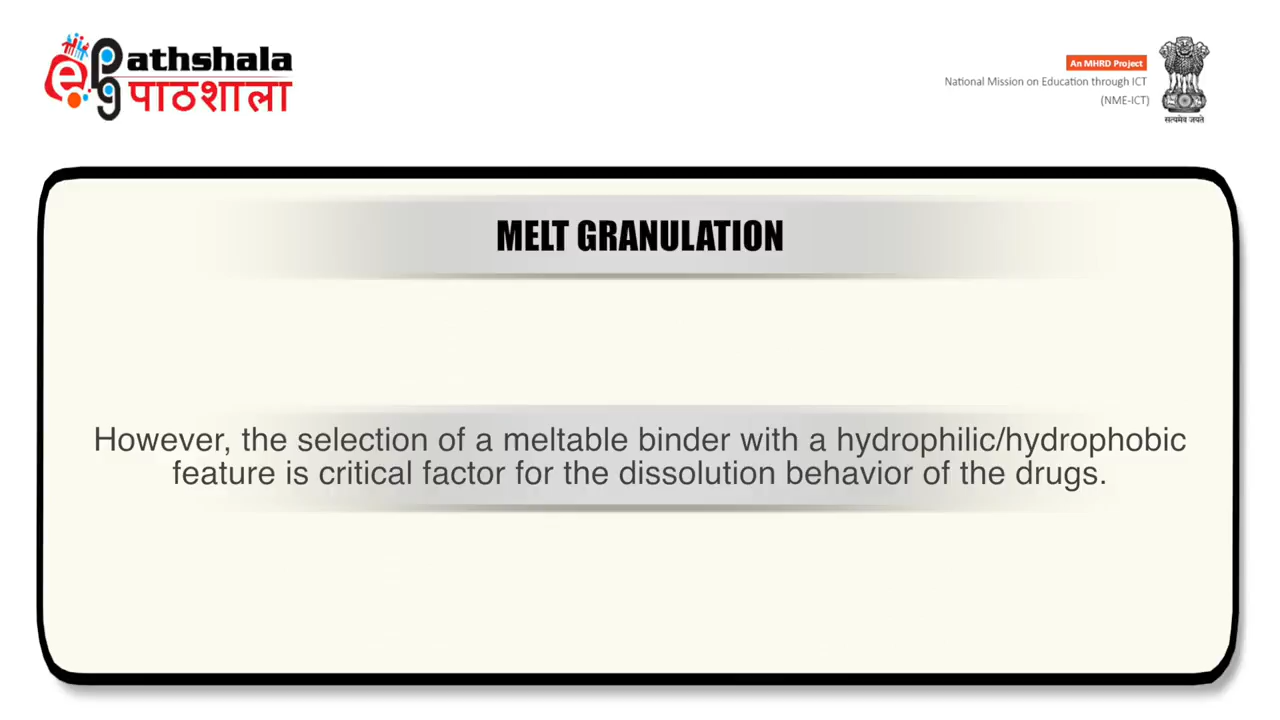 e Pg athshala
पाठशाला
An MHRD Project
National Mission on Education through ICT
(NME-ICT)
सत्यमेव जयते
MELT GRANULATION
However, the selection of a meltable binder with a hydrophilic/hydrophobic
feature is critical factor for the dissolution behavior of the drugs.